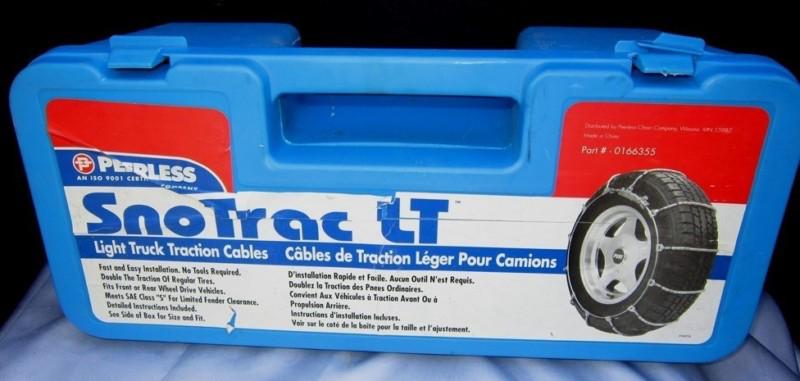 PEERLESS
AN ISO 9001 COMPANY
SnoTrac LT™
Light Truck Traction Cables
Fast and Easy Installation. No Tools Required.
Double The Traction Of Regular Tires.
Fits Front or Rear Wheel Drive Vehicles.
Meets SAE Class "S" For Limited Fender Clearance.
Detailed Instructions Included.
See Side of Box for Size and Fit.
Câbles de Traction Léger Pour Camions
D'installation Rapide et Facile. Aucun Outil N'est Requis.
Doublez la Traction des Pneus Ordinaires.
Convient Aux Véhicules à Traction Avant Ou à
Propulsion Arrière.
Instructions d'installation Incluses.
Voir sur le coté de la boite pour la taille et l'ajustement.
Distributed by Peerless Chain Company, Winona, MN 55987
Made in China
Part # - 0166355